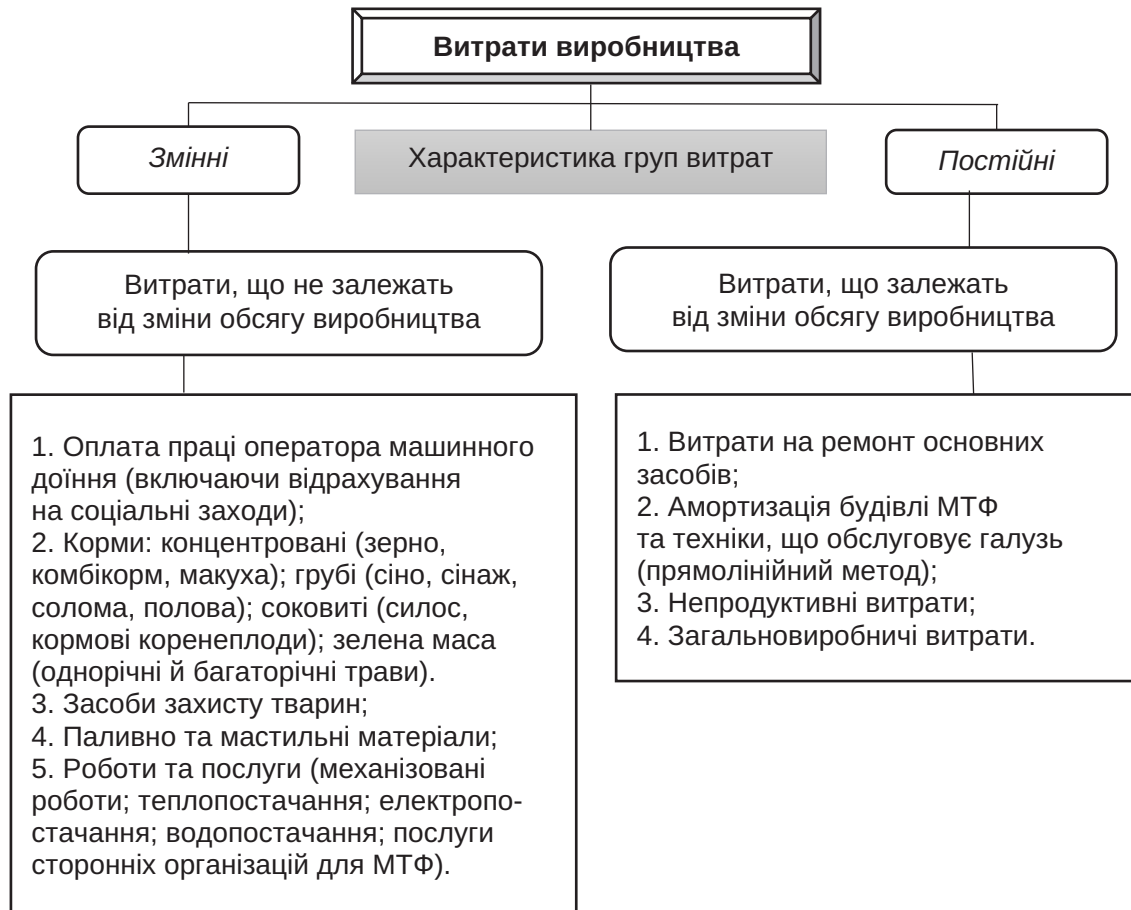 Витрати виробництва
Змінні
Характеристика груп витрат
Постійні
Витрати, що не залежать
від зміни обсягу виробництва
Витрати, що залежать
від зміни обсягу виробництва
1. Оплата праці оператора машинного
доїння (включаючи відрахування
на соціальні заходи);
2. Корми: концентровані (зерно,
комбікорм, макуха); грубі (сіно, сінаж,
солома, полова); соковиті (силос,
кормові коренеплоди); зелена маса
(однорічні й багаторічні трави).
3. Засоби захисту тварин;
4. Паливно та мастильні матеріали;
5. Роботи та послуги (механізовані
роботи; теплопостачання; електропо-
стачання; водопостачання; послуги
сторонніх організацій для МТФ).
1. Витрати на ремонт основних
засобів;
2. Амортизація будівлі МТФ
та техніки, що обслуговує галузь
(прямолінійний метод);
3. Непродуктивні витрати;
4. Загальновиробничі витрати.